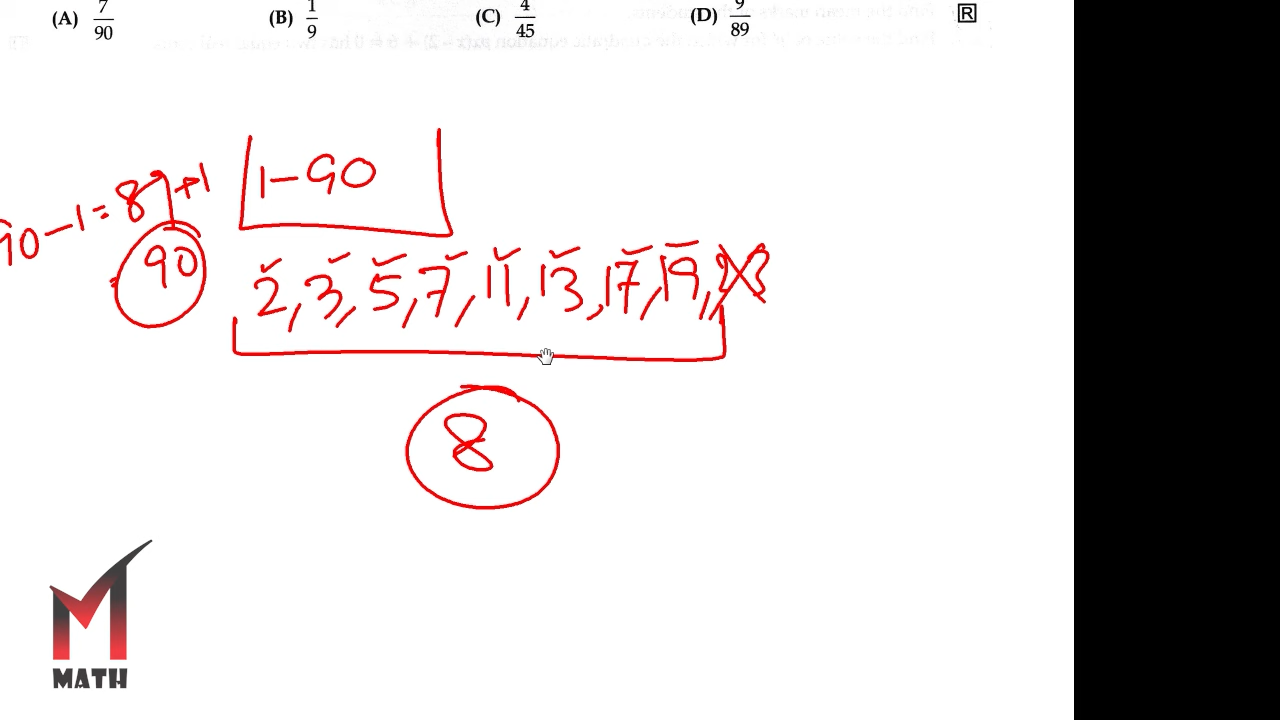 (A) 7/90 (B) 1/9 (C) 4/45 (D) 9/89 R
1-90
90-1=89+1
90
2,3,5,7,11,13,17,19,23
8
MATH